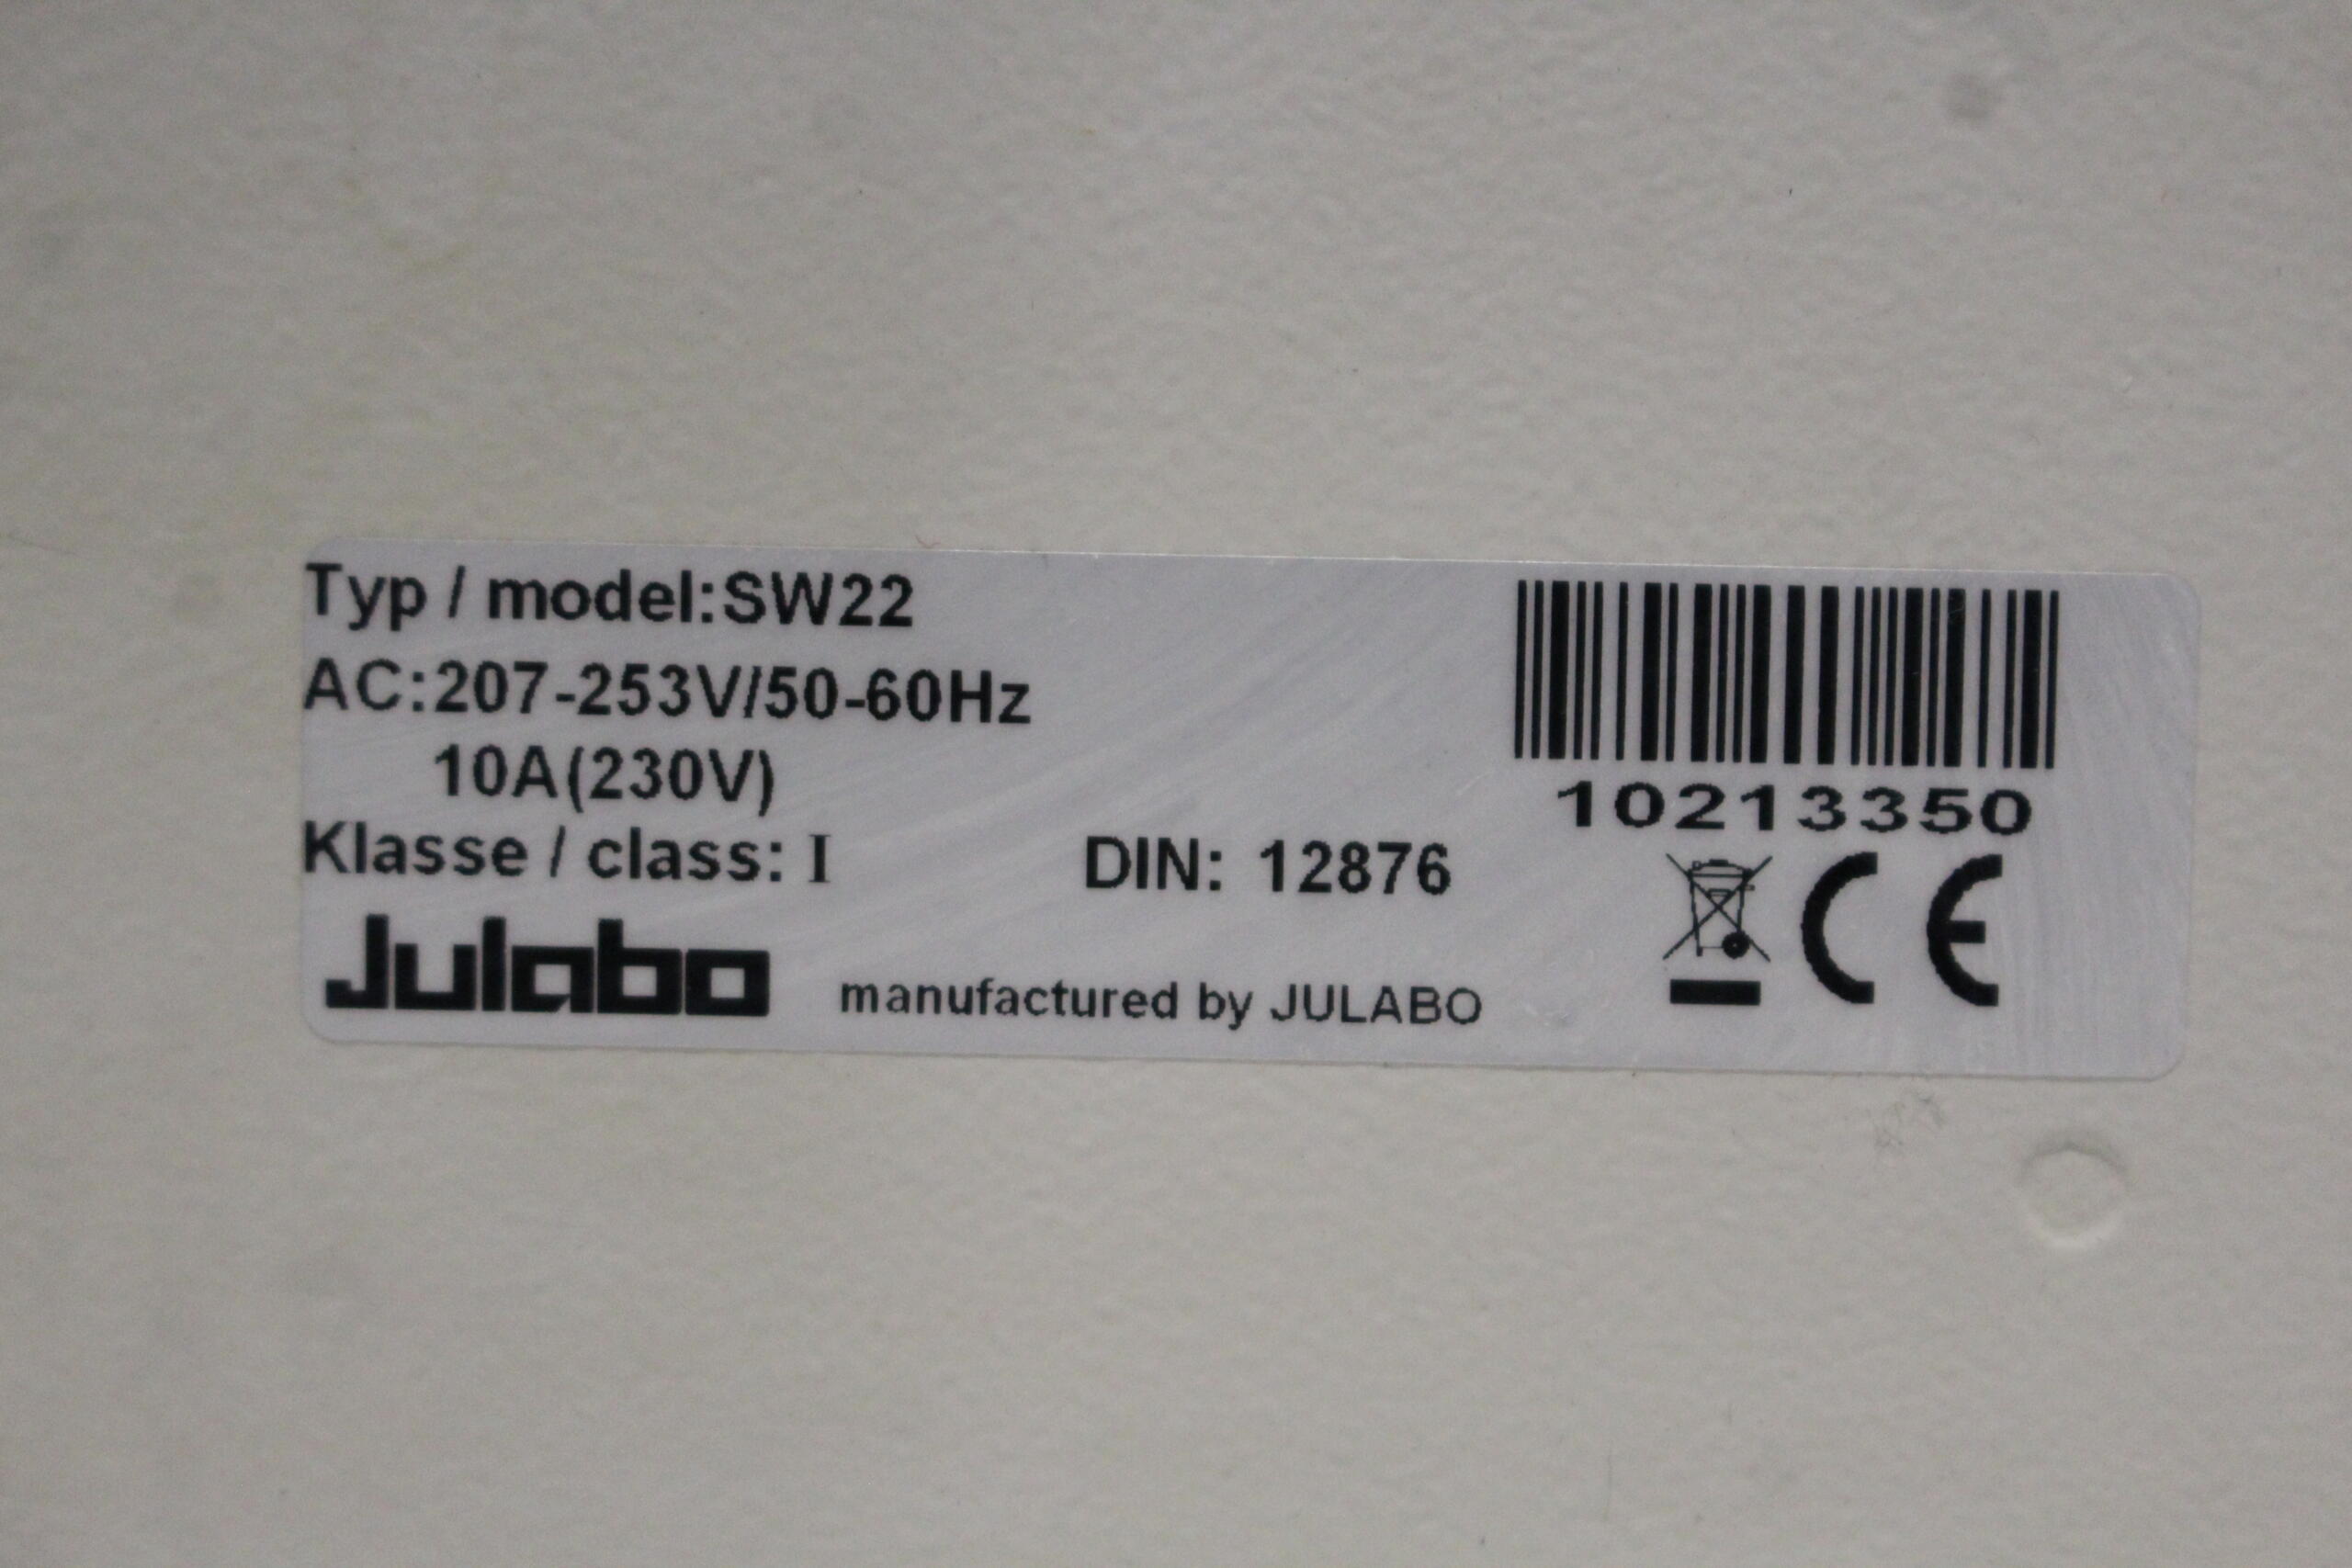 Typ / model:SW22
AC:207-253V/50-60Hz
10A(230V)
Klasse / class: I
DIN: 12876
Julabo
manufactured by JULABO
10213350
CE